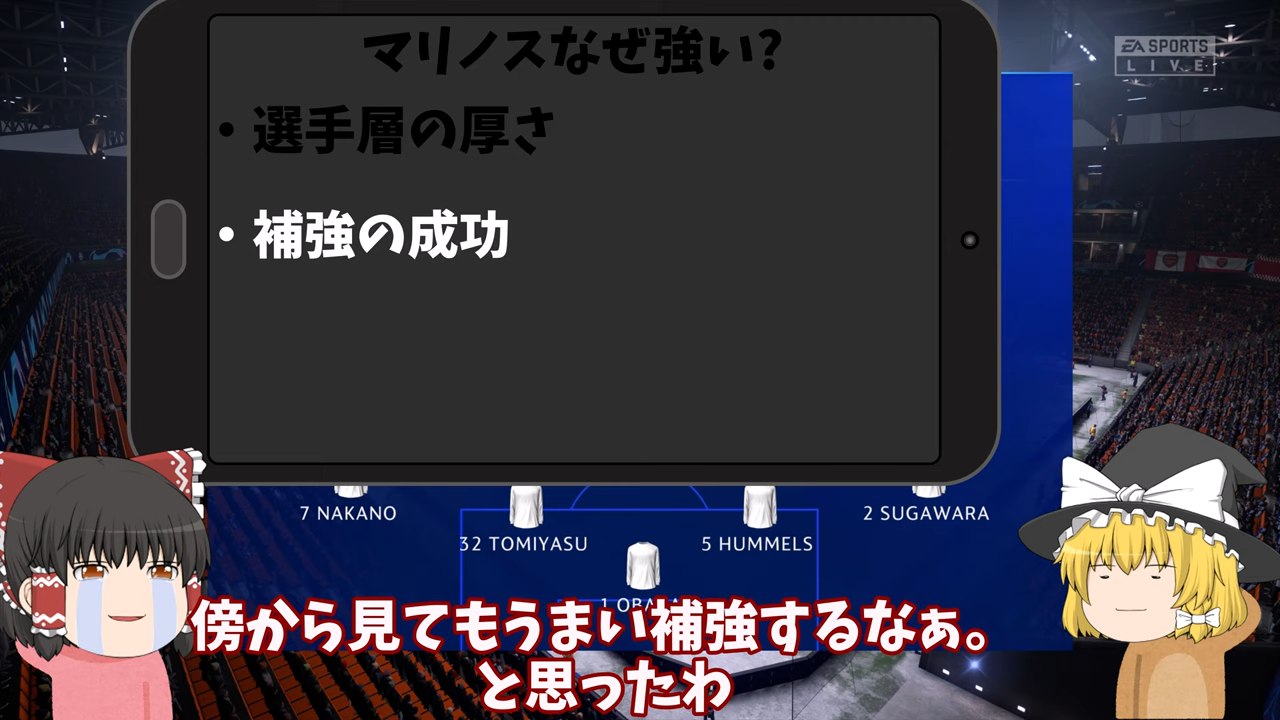 マリノスなぜ強い?
EA SPORTS
LIVE
・選手層の厚さ
・補強の成功
7 NAKANO
2 SUGAWARA
32 TOMIYASU
5 HUMMELS
傍から見てもうまい補強するなぁ。
と思ったわ